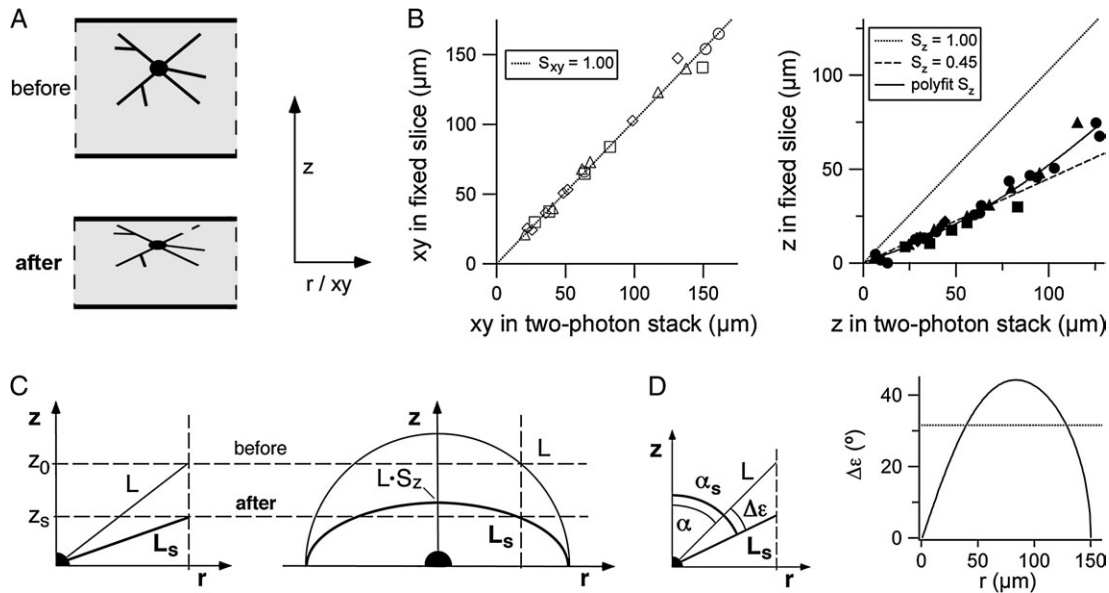 A
before
after
z
r / xy
B
xy in fixed slice (µm)
150
100
50
0
S_xy = 1.00
0 50 100 150
xy in two-photon stack (µm)
z in fixed slice (µm)
100
50
0
S_z = 1.00
S_z = 0.45
polyfit S_z
0 50 100
z in two-photon stack (µm)
C
z
z₀
L
z_s
L_s
r
before
after
z
L
L·S_z
L_s
r
D
z
L
α_s
Δε
α
L_s
r
Δε (º)
40
20
0
0 50 100 150
r (µm)